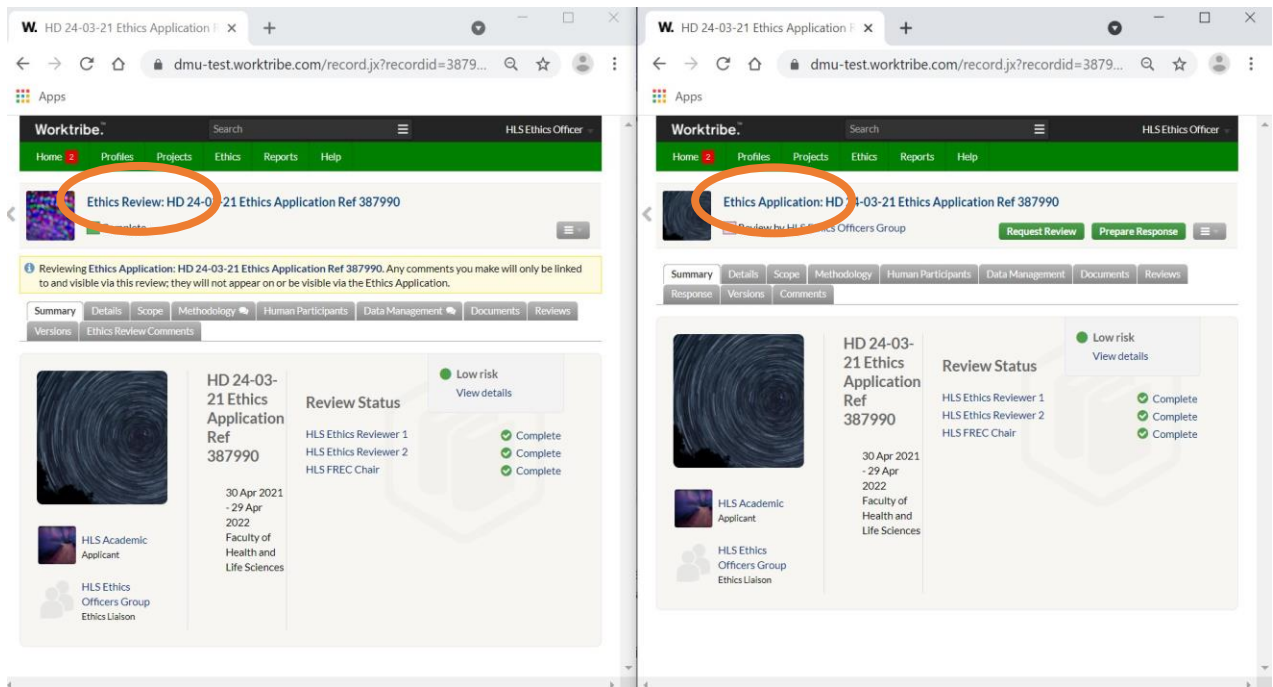 W. HD 24-03-21 Ethics Application
dmu-test.worktribe.com/record.jx?recordid=3879...
Apps
Worktribe.
Search
HLS Ethics Officer
Home 2 Profiles Projects Ethics Reports Help
Ethics Review: HD 24-03-21 Ethics Application Ref 387990
Complete
Reviewing Ethics Application: HD 24-03-21 Ethics Application Ref 387990. Any comments you make will only be linked
to and visible via this review; they will not appear on or be visible via the Ethics Application.
Summary Details Scope Methodology Human Participants Data Management Documents Reviews
Versions Ethics Review Comments
HD 24-03-
21 Ethics
Application
Ref
387990
30 Apr 2021
- 29 Apr
2022
Faculty of
Health and
Life Sciences
Review Status
HLS Ethics Reviewer 1 Complete
HLS Ethics Reviewer 2 Complete
HLS FREC Chair Complete
Low risk
View details
HLS Academic
Applicant
HLS Ethics
Officers Group
Ethics Liaison
W. HD 24-03-21 Ethics Application
dmu-test.worktribe.com/record.jx?recordid=3879...
Apps
Worktribe.
Search
HLS Ethics Officer
Home 2 Profiles Projects Ethics Reports Help
Ethics Application: HD 24-03-21 Ethics Application Ref 387990
Review by HLS Ethics Officers Group
Request Review Prepare Response
Summary Details Scope Methodology Human Participants Data Management Documents Reviews
Response Versions Comments
HD 24-03-
21 Ethics
Application
Ref
387990
30 Apr 2021
- 29 Apr
2022
Faculty of
Health and
Life Sciences
Review Status
HLS Ethics Reviewer 1 Complete
HLS Ethics Reviewer 2 Complete
HLS FREC Chair Complete
Low risk
View details
HLS Academic
Applicant
HLS Ethics
Officers Group
Ethics Liaison